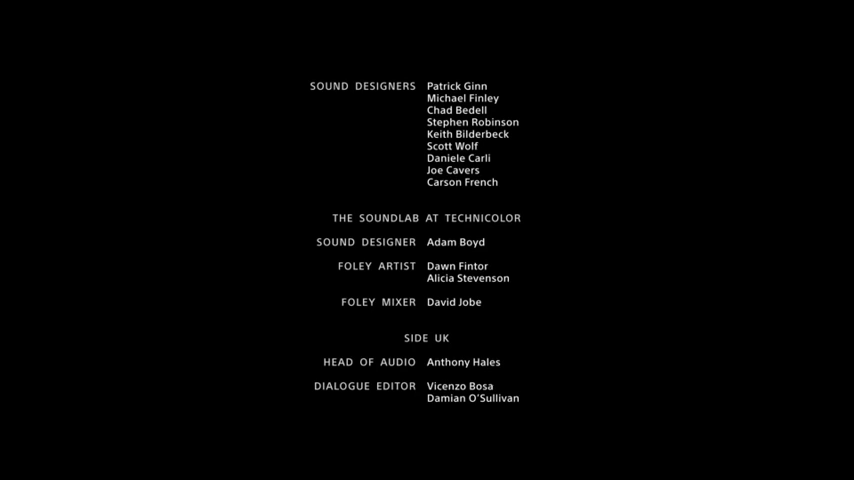 SOUND DESIGNERS Patrick Ginn
Michael Finley
Chad Bedell
Stephen Robinson
Keith Bilderbeck
Scott Wolf
Daniele Carli
Joe Cavers
Carson French
THE SOUNDLAB AT TECHNICOLOR
SOUND DESIGNER Adam Boyd
FOLEY ARTIST Dawn Fintor
Alicia Stevenson
FOLEY MIXER David Jobe
SIDE UK
HEAD OF AUDIO Anthony Hales
DIALOGUE EDITOR Vicenzo Bosa
Damian O'Sullivan